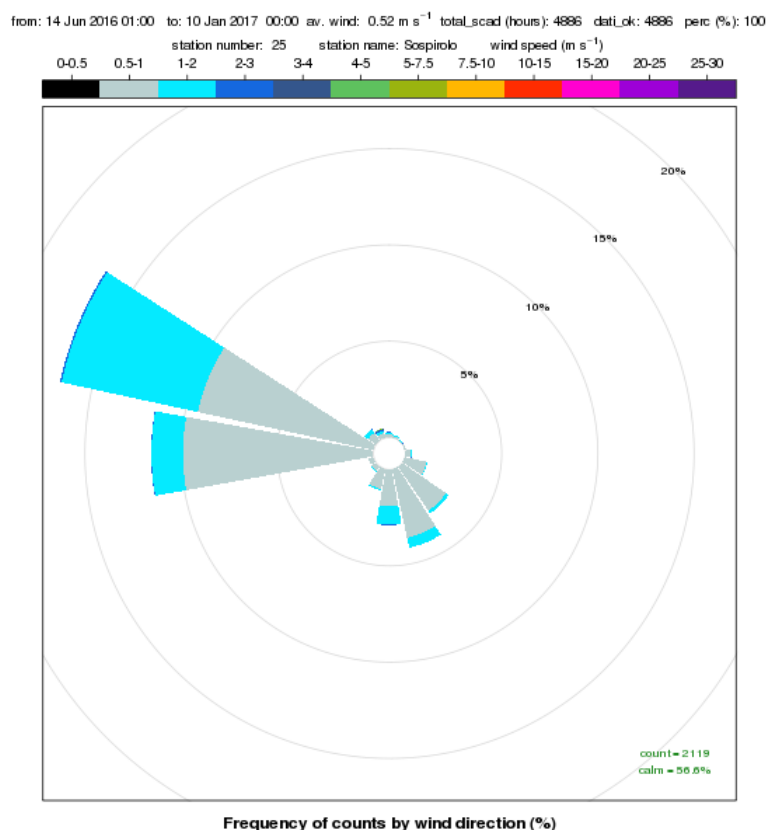 from: 14 Jun 2016 01:00 to: 10 Jan 2017 00:00 av. wind: 0.52 m s⁻¹ total_scad (hours): 4886 dati_ok: 4886 perc (%): 100
station number: 25 station name: Sospirolo wind speed (m s⁻¹)
0-0.5 0.5-1 1-2 2-3 3-4 4-5 5-7.5 7.5-10 10-15 15-20 20-25 25-30
20%
15%
10%
5%
count = 2119
calm = 56.6%
Frequency of counts by wind direction (%)